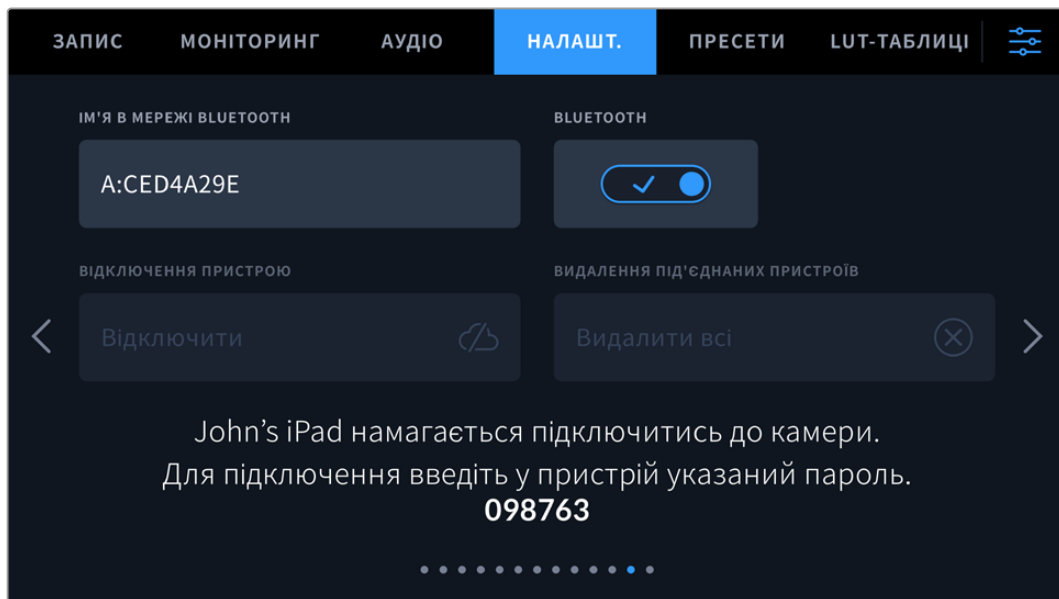 ЗАПИС МОНІТОРИНГ АУДІО НАЛАШТ. ПРЕСЕТИ LUT-ТАБЛИЦІ
ІМ'Я В МЕРЕЖІ BLUETOOTH BLUETOOTH
A:CED4A29E
ВІДКЛЮЧЕННЯ ПРИСТРОЮ ВИДАЛЕННЯ ПІД'ЄДНАНИХ ПРИСТРОЇВ
Відключити Видалити всі
John’s iPad намагається підключитись до камери.
Для підключення введіть у пристрій указаний пароль.
098763